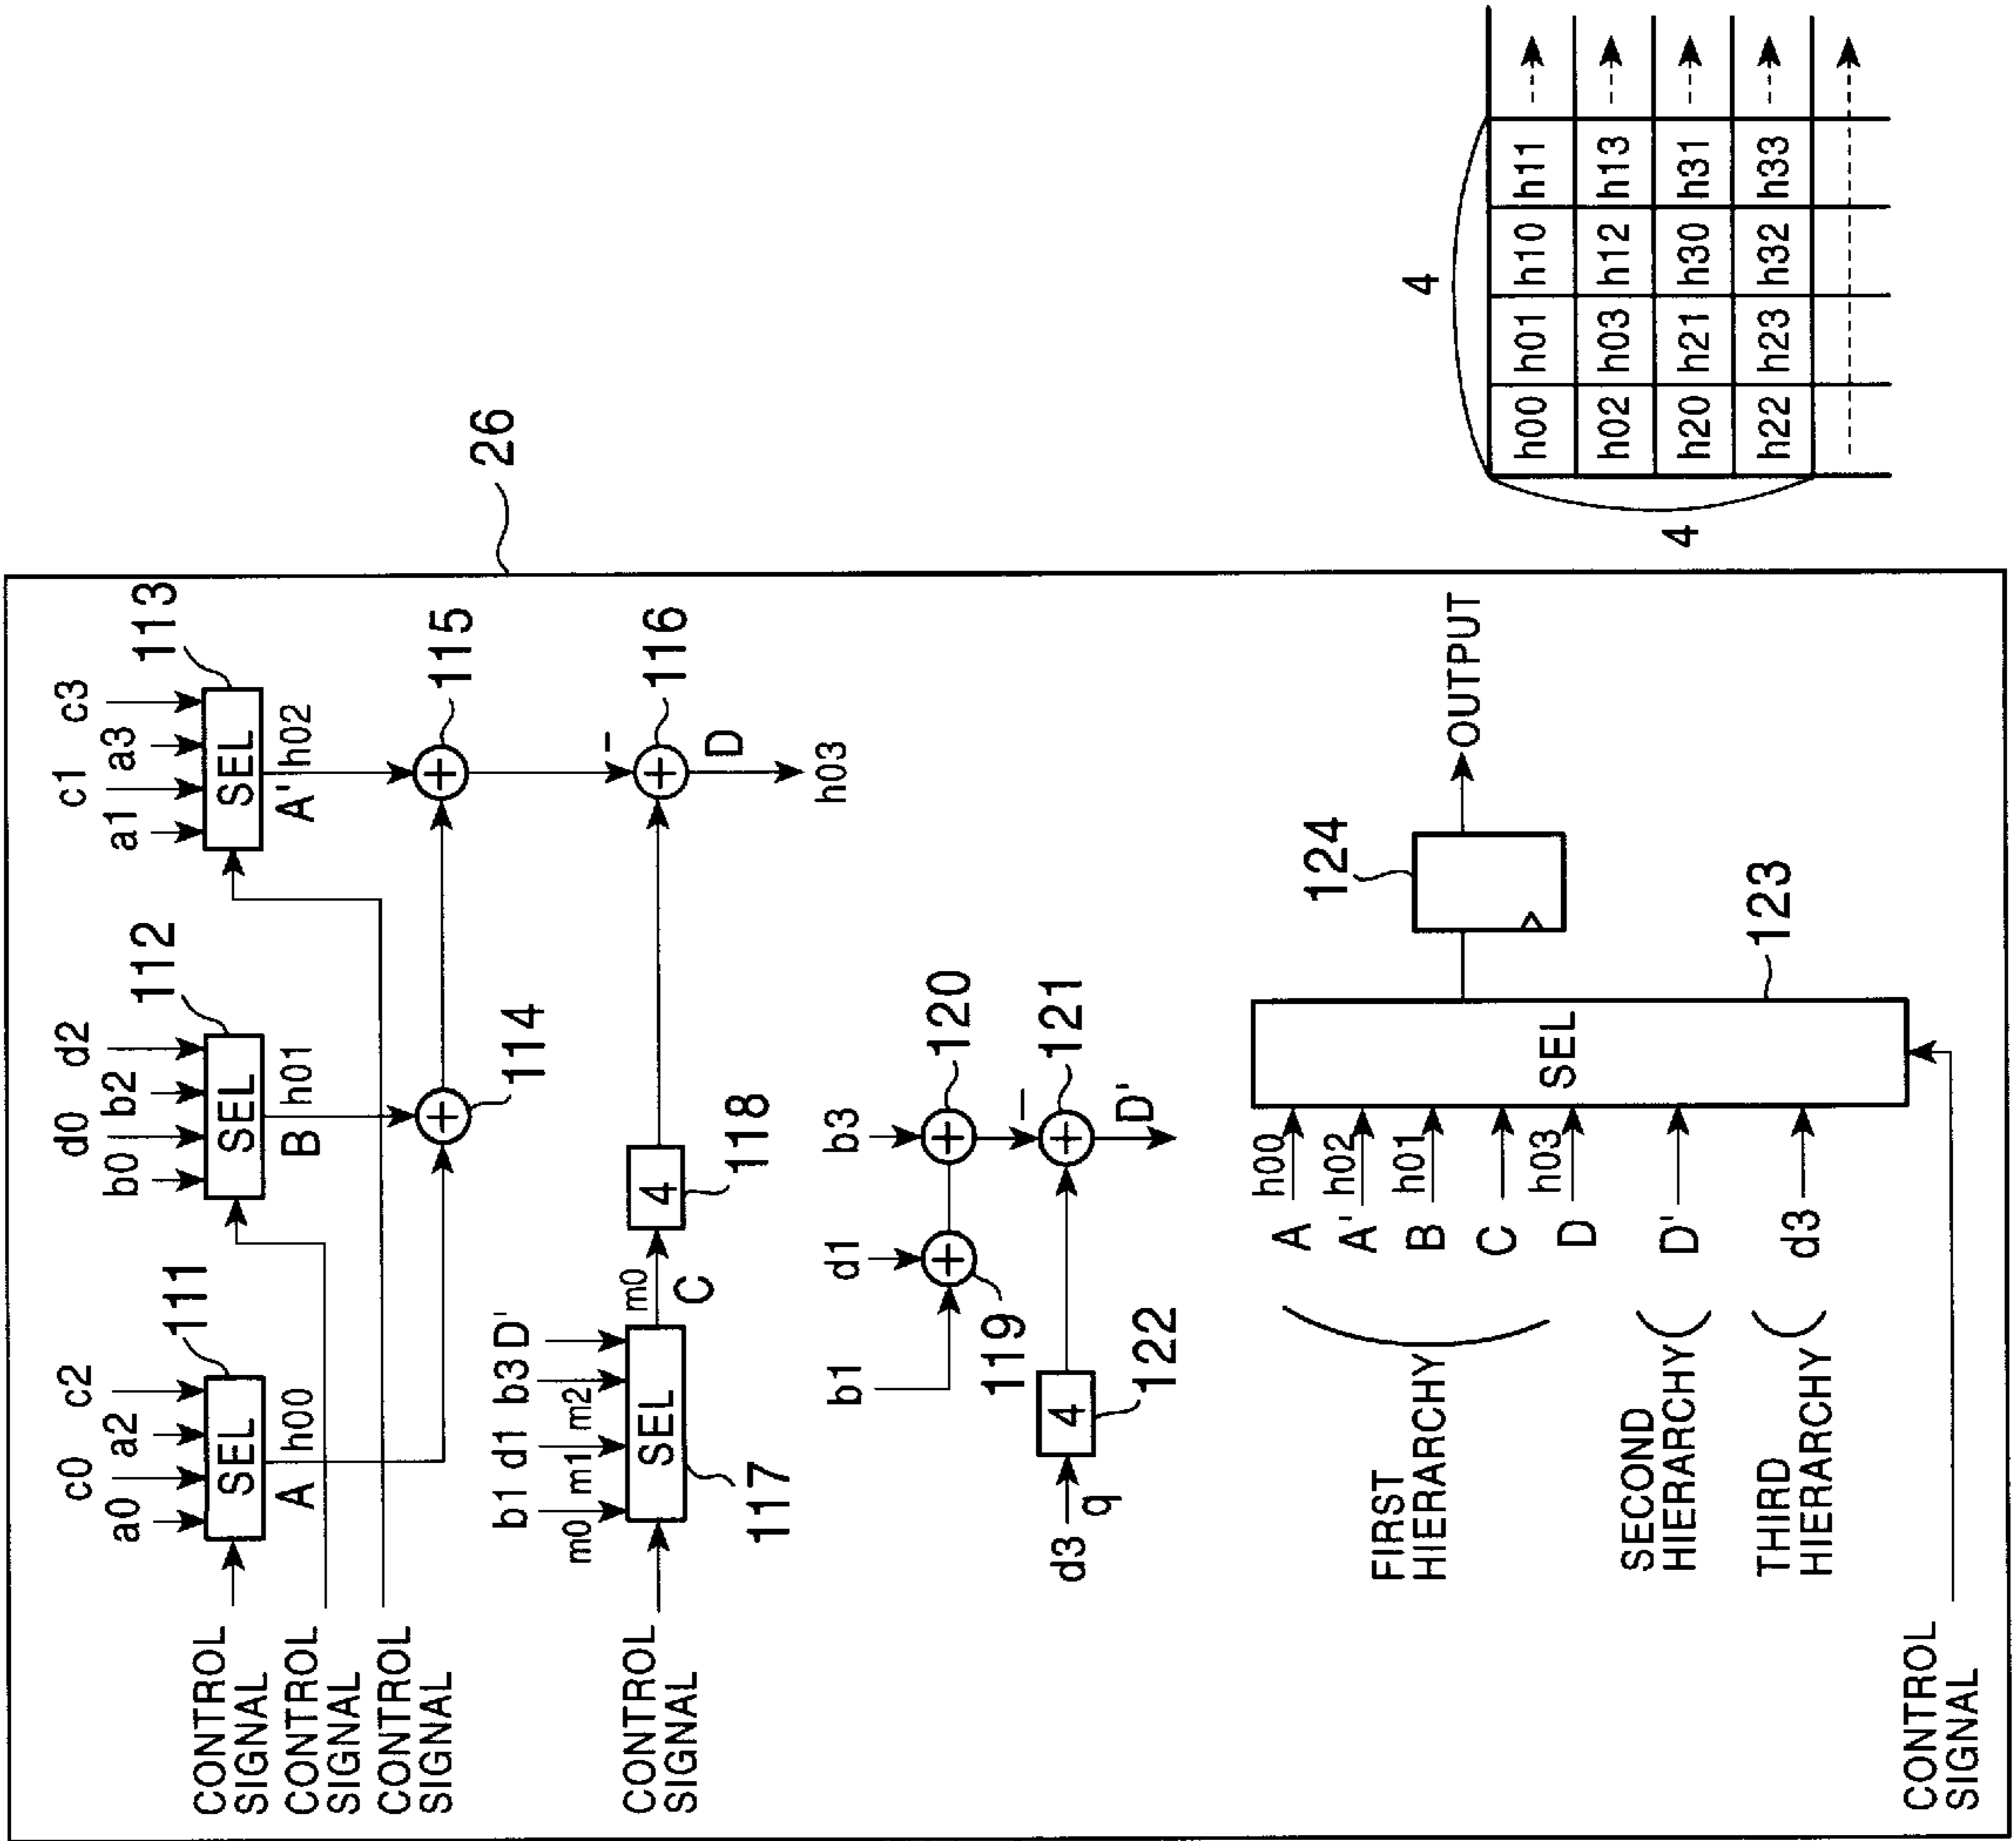 a0 c0 a2 c2
111
SEL
A h00
b0 d0 b2 d2
112
SEL
B h01
a1 c1 a3 c3
113
SEL
A' h02
CONTROL
SIGNAL
CONTROL
SIGNAL
CONTROL
SIGNAL
+
114
+
115
-
+
116
D
h03
b1 d1 b3 D'
m0 m1 m2
SEL
117
CONTROL
SIGNAL
m0
C
4
118
b1
d1
+
119
b3
+
120
-
+
121
D'
d3
q
4
122
FIRST
HIERARCHY
SECOND
HIERARCHY
THIRD
HIERARCHY
A h00
A' h02
B h01
C
D h03
D'
d3
SEL
123
124
OUTPUT
CONTROL
SIGNAL
26
4
4
h00 h01 h10 h11
h02 h03 h12 h13
h20 h21 h30 h31
h22 h23 h32 h33